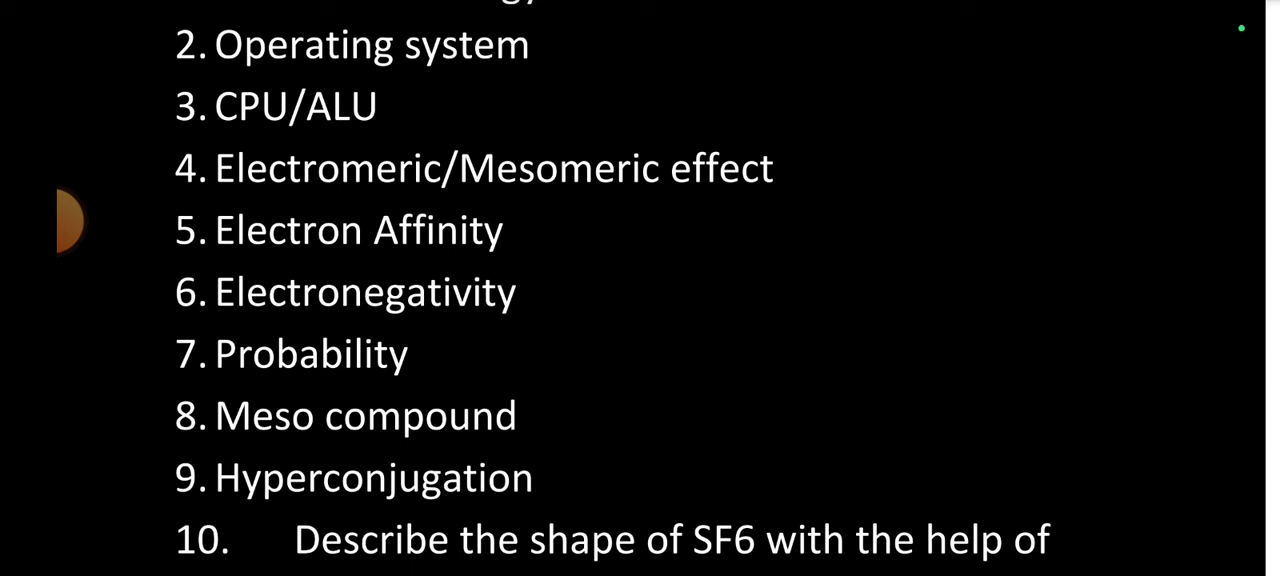 2. Operating system
3. CPU/ALU
4. Electromeric/Mesomeric effect
5. Electron Affinity
6. Electronegativity
7. Probability
8. Meso compound
9. Hyperconjugation
10. Describe the shape of SF6 with the help of